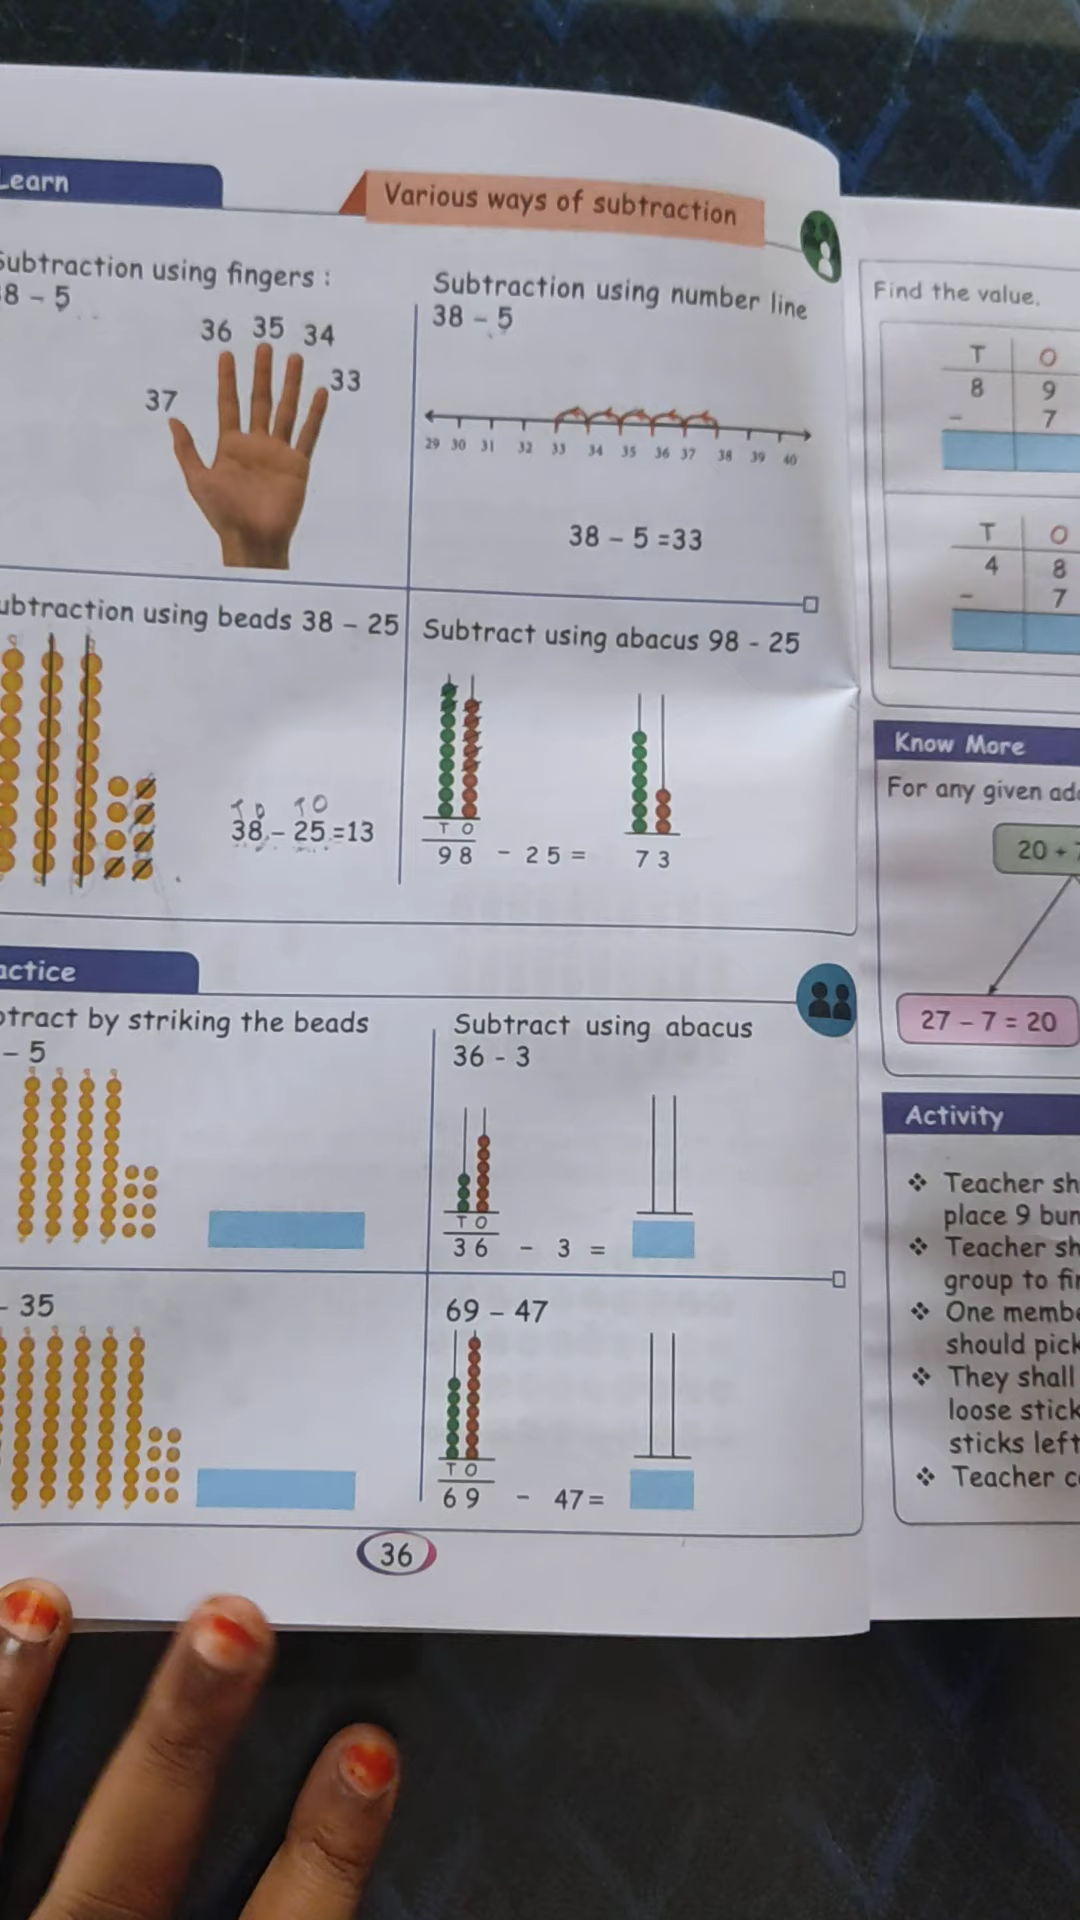 Learn
Various ways of subtraction
Subtraction using fingers :
38 - 5
36 35 34
33
37
Subtraction using number line
38 - 5
29 30 31 32 33 34 35 36 37 38 39 40
38 - 5 =33
ubtraction using beads 38 - 25
T O T O
38 - 25 =13
Subtract using abacus 98 - 25
T O
98 - 25 = 73
actice
tract by striking the beads
- 5
Subtract using abacus
36 - 3
T O
36 - 3 =
- 35
69 - 47
T O
69 - 47 =
36
Find the value.
T O
8 9
- 7
T O
4 8
- 7
Know More
For any given ad
20 +
27 - 7 = 20
Activity
❖ Teacher sh
place 9 bun
❖ Teacher sh
group to fi
❖ One membe
should pick
❖ They shall
loose stick
sticks left
❖ Teacher c